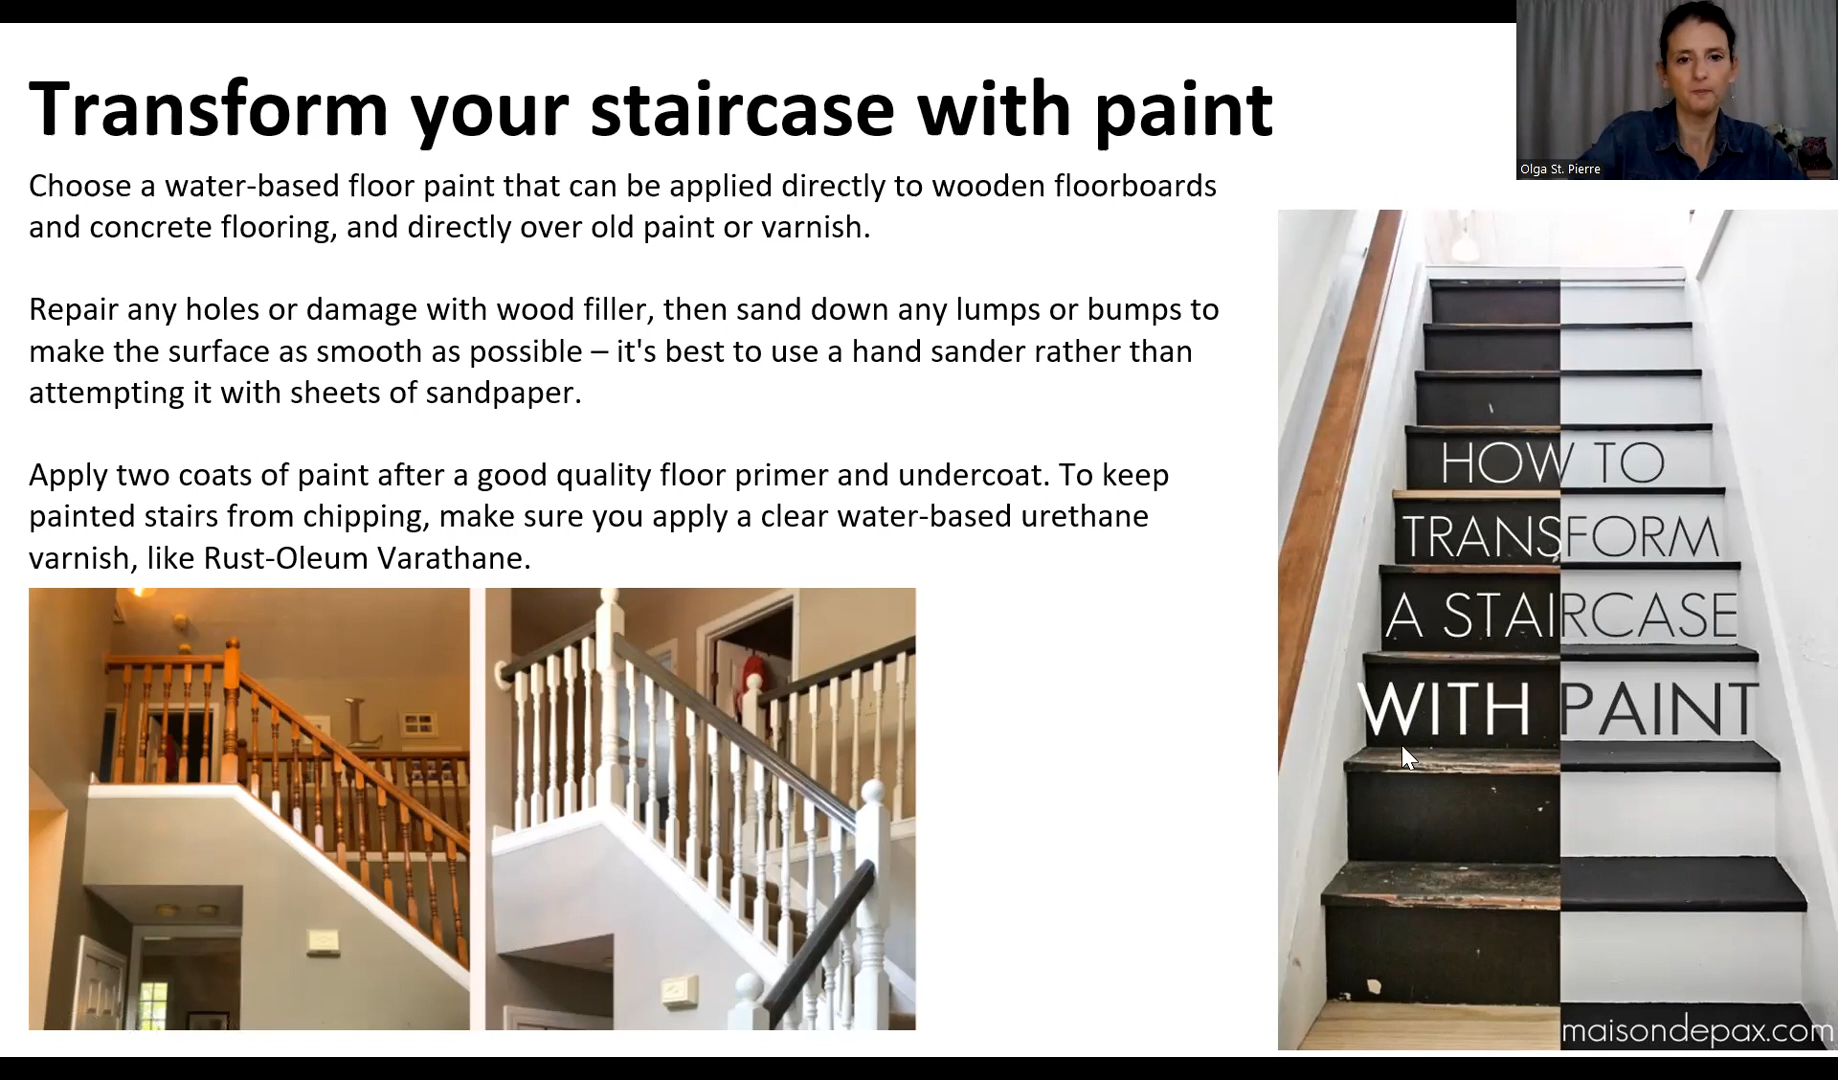 Transform your staircase with paint
Olga St. Pierre
Choose a water-based floor paint that can be applied directly to wooden floorboards
and concrete flooring, and directly over old paint or varnish.
Repair any holes or damage with wood filler, then sand down any lumps or bumps to
make the surface as smooth as possible – it's best to use a hand sander rather than
attempting it with sheets of sandpaper.
Apply two coats of paint after a good quality floor primer and undercoat. To keep
painted stairs from chipping, make sure you apply a clear water-based urethane
varnish, like Rust-Oleum Varathane.
L
HOW TO
TRANSFORM
A STAIRCASE
WITH PAINT
maisondepax.com